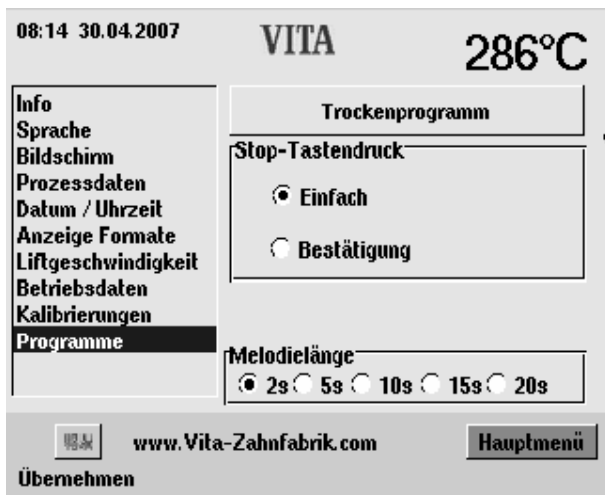 08:14 30.04.2007
VITA
286°C
Info
Sprache
Bildschirm
Prozessdaten
Datum / Uhrzeit
Anzeige Formate
Liftgeschwindigkeit
Betriebsdaten
Kalibrierungen
Programme
Trockenprogramm
Stop-Tastendruck
Einfach
Bestätigung
Melodielänge
2s 5s 10s 15s 20s
www.Vita-Zahnfabrik.com
Hauptmenü
Übernehmen